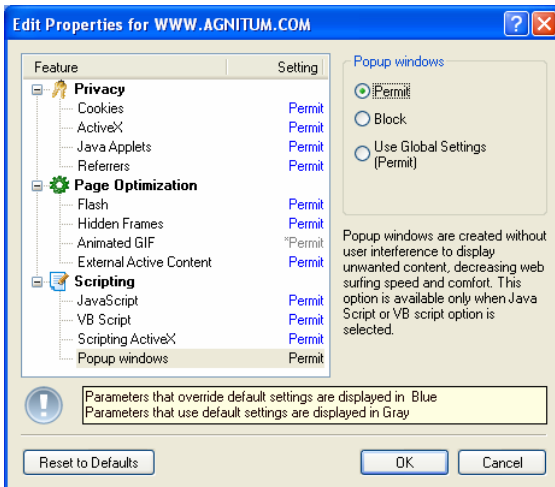 Edit Properties for WWW.AGNITUM.COM
Feature Setting
Privacy
Cookies Permit
ActiveX Permit
Java Applets Permit
Referrers Permit
Page Optimization
Flash Permit
Hidden Frames Permit
Animated GIF *Permit
External Active Content Permit
Scripting
JavaScript Permit
VB Script Permit
Scripting ActiveX Permit
Popup windows Permit
Popup windows
Permit
Block
Use Global Settings
(Permit)
Popup windows are created without
user interference to display
unwanted content, decreasing web
surfing speed and comfort. This
option is available only when Java
Script or VB script option is
selected.
Parameters that override default settings are displayed in Blue
Parameters that use default settings are displayed in Gray
Reset to Defaults OK Cancel